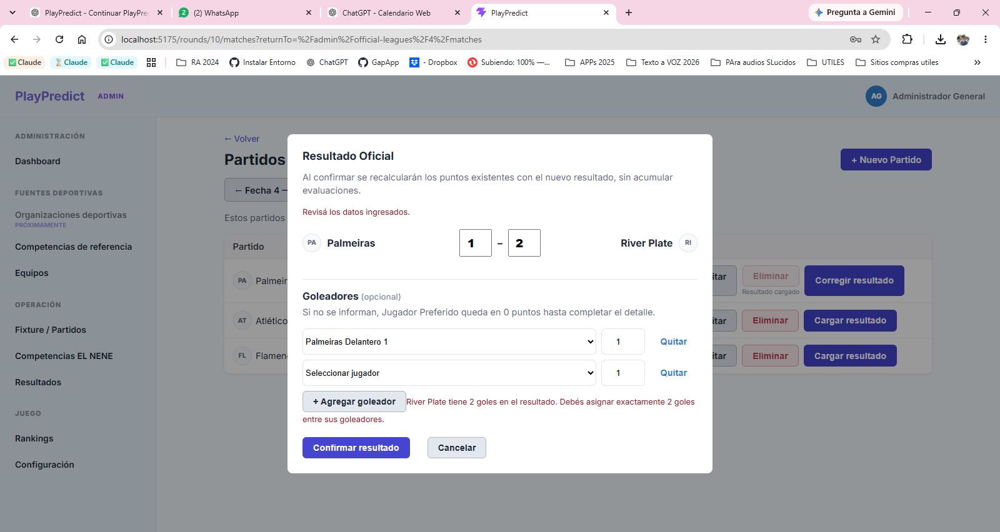 PlayPredict - Continuar PlayPre
(2) WhatsApp
ChatGPT - Calendario Web
PlayPredict
Pregunta a Gemini
localhost:5175/rounds/10/matches?returnTo=%2Fadmin%2Fofficial-leagues%2F4%2Fmatches
Claude
Claude
Claude
RA 2024
Instalar Entorno
ChatGPT
GapApp
- Dropbox
Subiendo: 100% —...
APPs 2025
Texto a VOZ 2026
PAra audios SLucidos
UTILES
Sitios compras utiles
PlayPredict
ADMIN
AG
Administrador General
ADMINISTRACIÓN
Dashboard
FUENTES DEPORTIVAS
Organizaciones deportivas
PRÓXIMAMENTE
Competencias de referencia
Equipos
OPERACIÓN
Fixture / Partidos
Competencias EL NENE
Resultados
JUEGO
Rankings
Configuración
← Volver
Partidos
+ Nuevo Partido
← Fecha 4 —
Estos partidos
Partido
PA Palmeir
itar
Eliminar
Resultado cargado
Corregir resultado
AT Atlético
itar
Eliminar
Cargar resultado
FL Flamen
itar
Eliminar
Cargar resultado
Resultado Oficial
Al confirmar se recalcularán los puntos existentes con el nuevo resultado, sin acumular
evaluaciones.
Revisá los datos ingresados.
PA Palmeiras 1 – 2 River Plate RI
Goleadores (opcional)
Si no se informan, Jugador Preferido queda en 0 puntos hasta completar el detalle.
Palmeiras Delantero 1 1 Quitar
Seleccionar jugador 1 Quitar
+ Agregar goleador River Plate tiene 2 goles en el resultado. Debés asignar exactamente 2 goles
entre sus goleadores.
Confirmar resultado
Cancelar